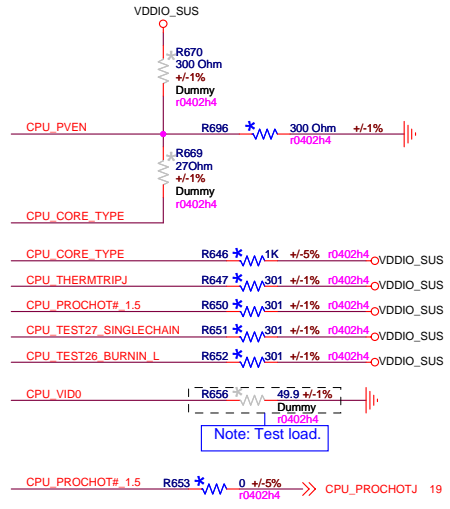 VDDIO_SUS
*R670
300 Ohm
+/-1%
Dummy
r0402h4
CPU_PVEN R696 * 300 Ohm +/-1%
r0402h4
*R669
27Ohm
+/-1%
Dummy
r0402h4
CPU_CORE_TYPE
CPU_CORE_TYPE R646 * 1K +/-5% r0402h4 VDDIO_SUS
CPU_THERMTRIPJ R647 * 301 +/-1% r0402h4 VDDIO_SUS
CPU_PROCHOT#_1.5 R650 * 301 +/-1% r0402h4 VDDIO_SUS
CPU_TEST27_SINGLECHAIN R651 * 301 +/-1% r0402h4 VDDIO_SUS
CPU_TEST26_BURNIN_L R652 * 301 +/-1% r0402h4 VDDIO_SUS
CPU_VID0 R656 * 49.9 +/-1%
Dummy
r0402h4
Note: Test load.
CPU_PROCHOT#_1.5 R653 * 0 +/-5% CPU_PROCHOTJ 19
r0402h4